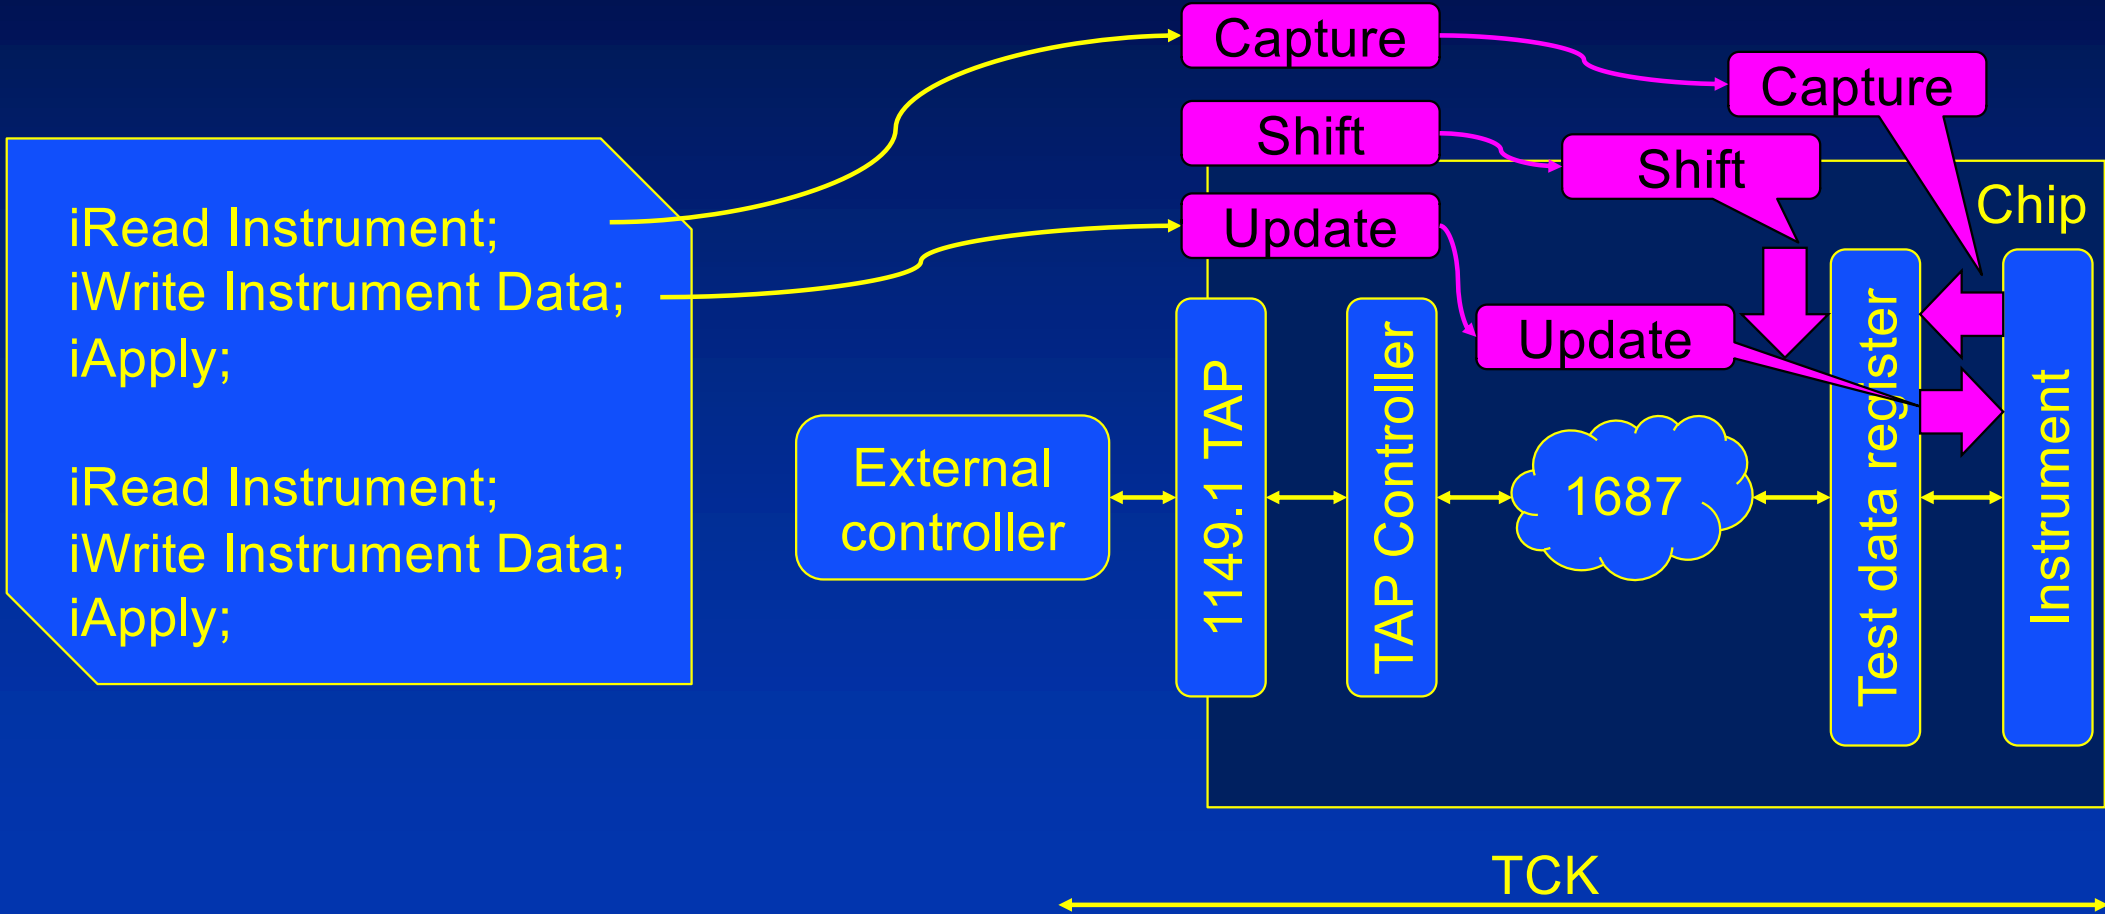 Capture
Capture
Shift
Shift
Chip
iRead Instrument;
Update
iWrite Instrument Data;
Update
iApply;
External
controller
1149.1 TAP
TAP Controller
1687
Test data register
Instrument
iRead Instrument;
iWrite Instrument Data;
iApply;
TCK